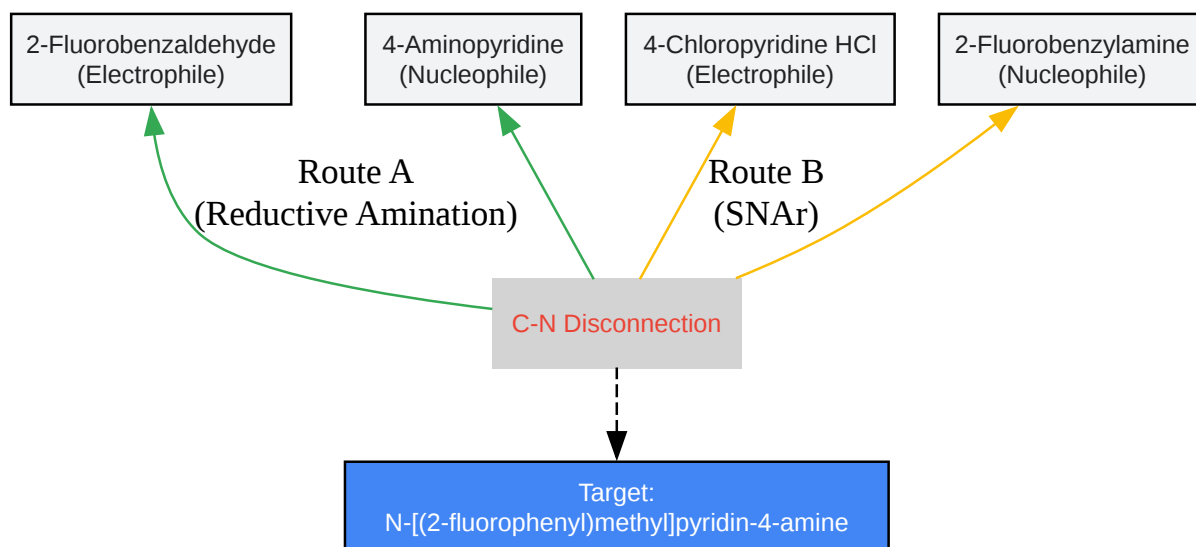 2-Fluorobenzaldehyde
(Electrophile)
4-Aminopyridine
(Nucleophile)
4-Chloropyridine HCl
(Electrophile)
2-Fluorobenzylamine
(Nucleophile)
Route A
(Reductive Amination)
Route B
(SNAr)
C-N Disconnection
Target:
N-[(2-fluorophenyl)methyl]pyridin-4-amine